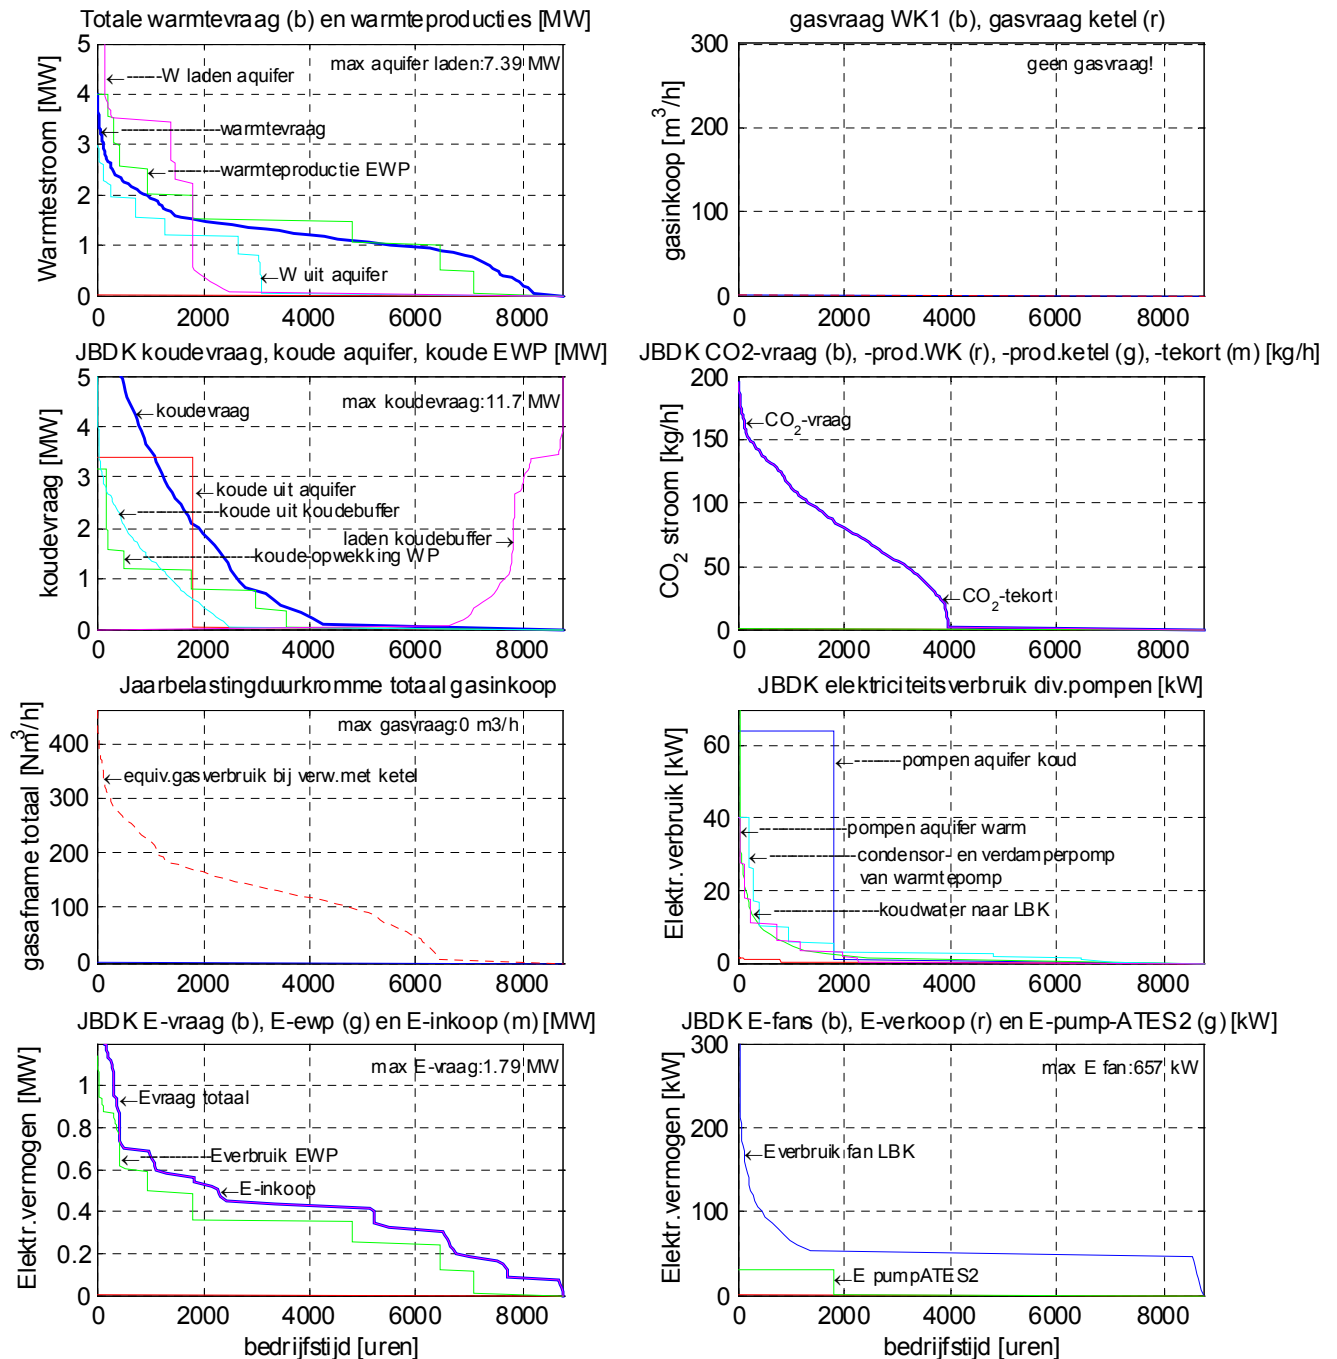 Totale warmtevraag (b) en warmteproducties [MW]
Warmtestroom [MW]
5
4
3
2
1
0
max aquifer laden:7.39 MW
W laden aquifer
warmtevraag
warmteproductie EWP
W uit aquifer
0 2000 4000 6000 8000
gasvraag WK1 (b), gasvraag ketel (r)
gasinkoop [m³/h]
300
200
100
0
geen gasvraag!
0 2000 4000 6000 8000
JBDK koudevraag, koude aquifer, koude EWP [MW]
koudevraag [MW]
5
4
3
2
1
0
koudevraag
max koudevraag:11.7 MW
koude uit aquifer
koude uit koudebuffer
laden koudebuffer
koude-opwekking WP
0 2000 4000 6000 8000
JBDK CO2-vraag (b), -prod.WK (r), -prod.ketel (g), -tekort (m) [kg/h]
CO₂ stroom [kg/h]
200
150
100
50
0
CO₂-vraag
CO₂-tekort
0 2000 4000 6000 8000
Jaarbelastingduurkromme totaal gasinkoop
gasafname totaal [Nm³/h]
400
300
200
100
0
max gasvraag:0 m3/h
equiv.gasverbruik bij verw.met ketel
0 2000 4000 6000 8000
JBDK elektriciteitsverbruik div.pompen [kW]
Elektr.verbruik [kW]
60
40
20
0
pompen aquifer koud
pompen aquifer warm
condensor- en verdamperpomp
van warmtepomp
koudwater naar LBK
0 2000 4000 6000 8000
JBDK E-vraag (b), E-ewp (g) en E-inkoop (m) [MW]
Elektr.vermogen [MW]
1
0.8
0.6
0.4
0.2
0
max E-vraag:1.79 MW
Evraag totaal
Everbruik EWP
E-inkoop
0 2000 4000 6000 8000
bedrijfstijd [uren]
JBDK E-fans (b), E-verkoop (r) en E-pump-ATES2 (g) [kW]
Elektr.vermogen [kW]
300
200
100
0
max E fan:657 kW
Everbruik fan LBK
E pumpATES2
0 2000 4000 6000 8000
bedrijfstijd [uren]